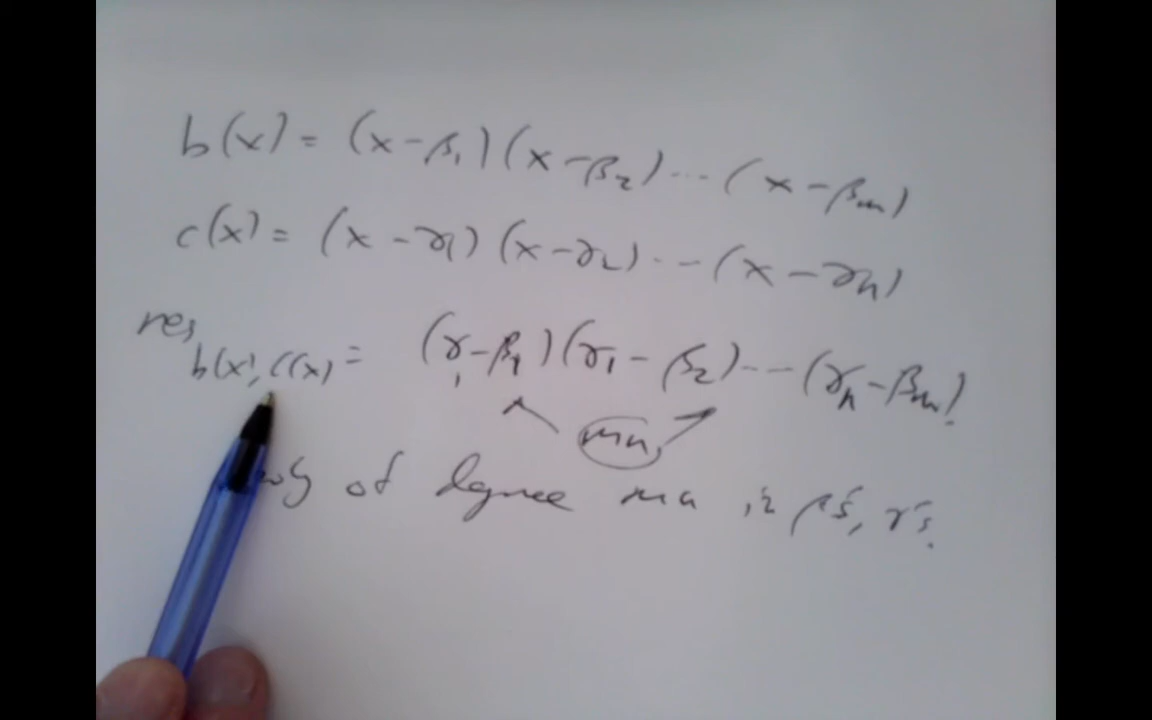 b(x) = (x-β₁)(x-β₂)...(x-βₘ)
c(x) = (x-γ₁)(x-γ₂)...(x-γₙ)
res b(x), c(x) = (γ₁-β₁)(γ₁-β₂)...(γₙ-βₘ)
mn
of degree mn in β's, γ's.